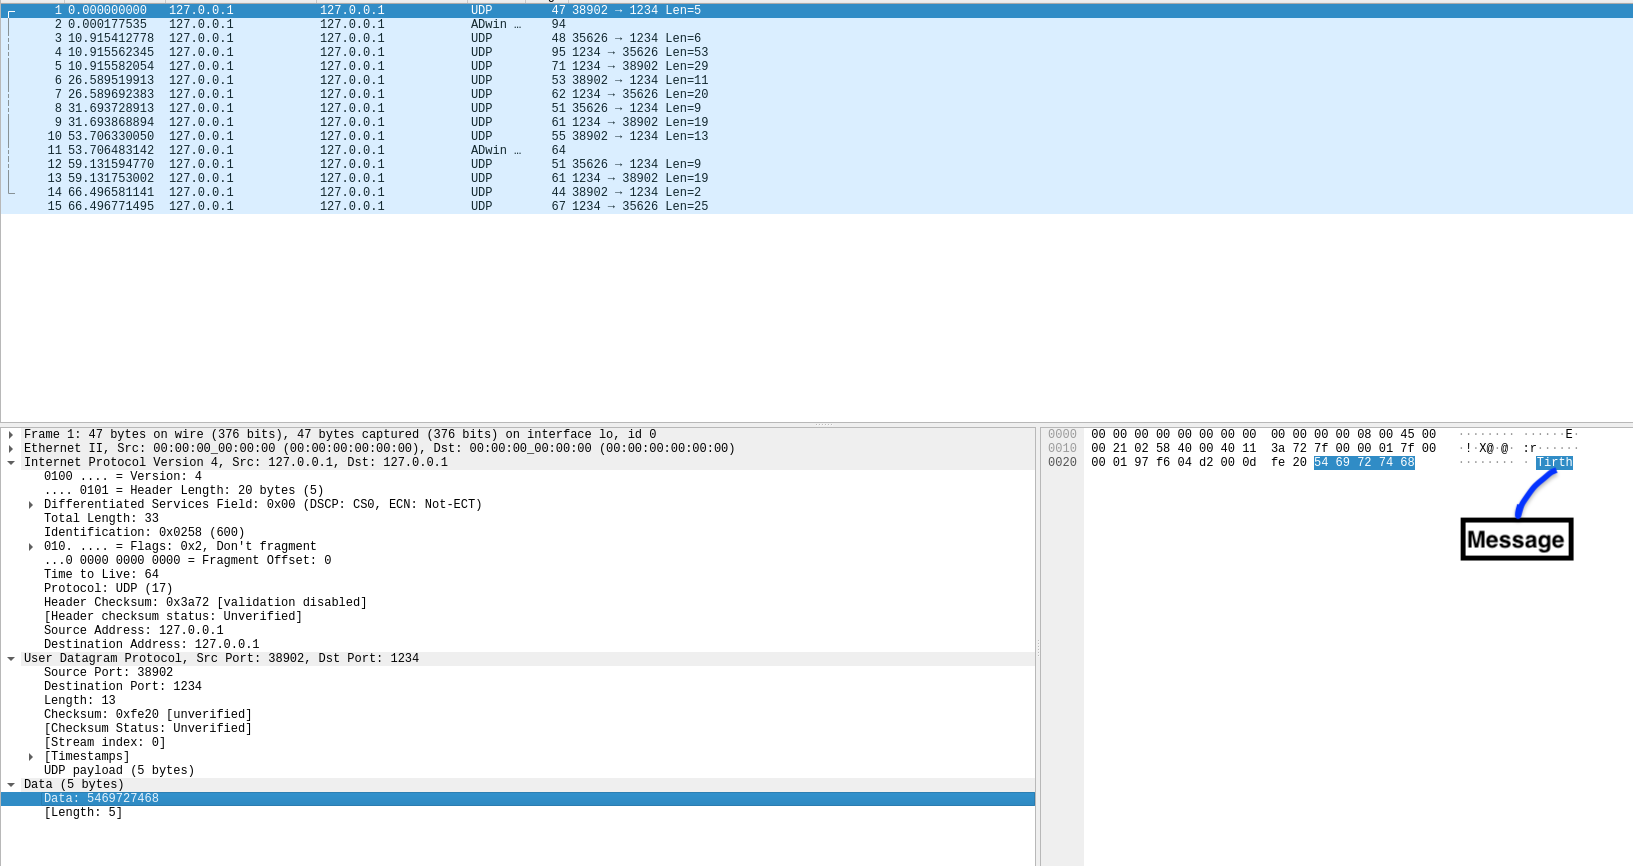 1 0.000000000 127.0.0.1 127.0.0.1 UDP 47 38902 → 1234 Len=5
2 0.000177535 127.0.0.1 127.0.0.1 ADwin … 94
3 10.915412778 127.0.0.1 127.0.0.1 UDP 48 35626 → 1234 Len=6
4 10.915562345 127.0.0.1 127.0.0.1 UDP 95 1234 → 35626 Len=53
5 10.915582054 127.0.0.1 127.0.0.1 UDP 71 1234 → 38902 Len=29
6 26.589519913 127.0.0.1 127.0.0.1 UDP 53 38902 → 1234 Len=11
7 26.589692383 127.0.0.1 127.0.0.1 UDP 62 1234 → 35626 Len=20
8 31.693728913 127.0.0.1 127.0.0.1 UDP 51 35626 → 1234 Len=9
9 31.693868894 127.0.0.1 127.0.0.1 UDP 61 1234 → 38902 Len=19
10 53.706330050 127.0.0.1 127.0.0.1 UDP 55 38902 → 1234 Len=13
11 53.706483142 127.0.0.1 127.0.0.1 ADwin … 64
12 59.131594770 127.0.0.1 127.0.0.1 UDP 51 35626 → 1234 Len=9
13 59.131753002 127.0.0.1 127.0.0.1 UDP 61 1234 → 38902 Len=19
14 66.496581141 127.0.0.1 127.0.0.1 UDP 44 38902 → 1234 Len=2
15 66.496771495 127.0.0.1 127.0.0.1 UDP 67 1234 → 35626 Len=25
Frame 1: 47 bytes on wire (376 bits), 47 bytes captured (376 bits) on interface lo, id 0
Ethernet II, Src: 00:00:00_00:00:00 (00:00:00:00:00:00), Dst: 00:00:00_00:00:00 (00:00:00:00:00:00)
Internet Protocol Version 4, Src: 127.0.0.1, Dst: 127.0.0.1
0100 .... = Version: 4
.... 0101 = Header Length: 20 bytes (5)
Differentiated Services Field: 0x00 (DSCP: CS0, ECN: Not-ECT)
Total Length: 33
Identification: 0x0258 (600)
010. .... = Flags: 0x2, Don't fragment
...0 0000 0000 0000 = Fragment Offset: 0
Time to Live: 64
Protocol: UDP (17)
Header Checksum: 0x3a72 [validation disabled]
[Header checksum status: Unverified]
Source Address: 127.0.0.1
Destination Address: 127.0.0.1
User Datagram Protocol, Src Port: 38902, Dst Port: 1234
Source Port: 38902
Destination Port: 1234
Length: 13
Checksum: 0xfe20 [unverified]
[Checksum Status: Unverified]
[Stream index: 0]
[Timestamps]
UDP payload (5 bytes)
Data (5 bytes)
Data: 5469727468
[Length: 5]
0000 00 00 00 00 00 00 00 00 00 00 00 00 08 00 45 00 ········ ······E·
0010 00 21 02 58 40 00 40 11 3a 72 7f 00 00 01 7f 00 ·!·X@·@· :r······
0020 00 01 97 f6 04 d2 00 0d fe 20 54 69 72 74 68 ········ · Tirth
Message